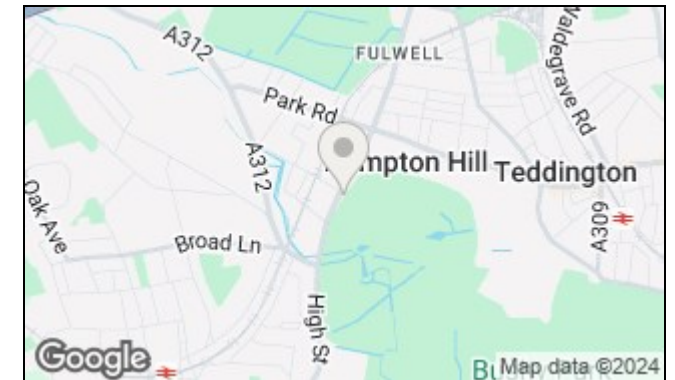 A312
FULWELL
Waldegrave Rd
Park Rd
A312
mpton Hill
Teddington
Oak Ave
Broad Ln
A309
High St
Google
Map data ©2024